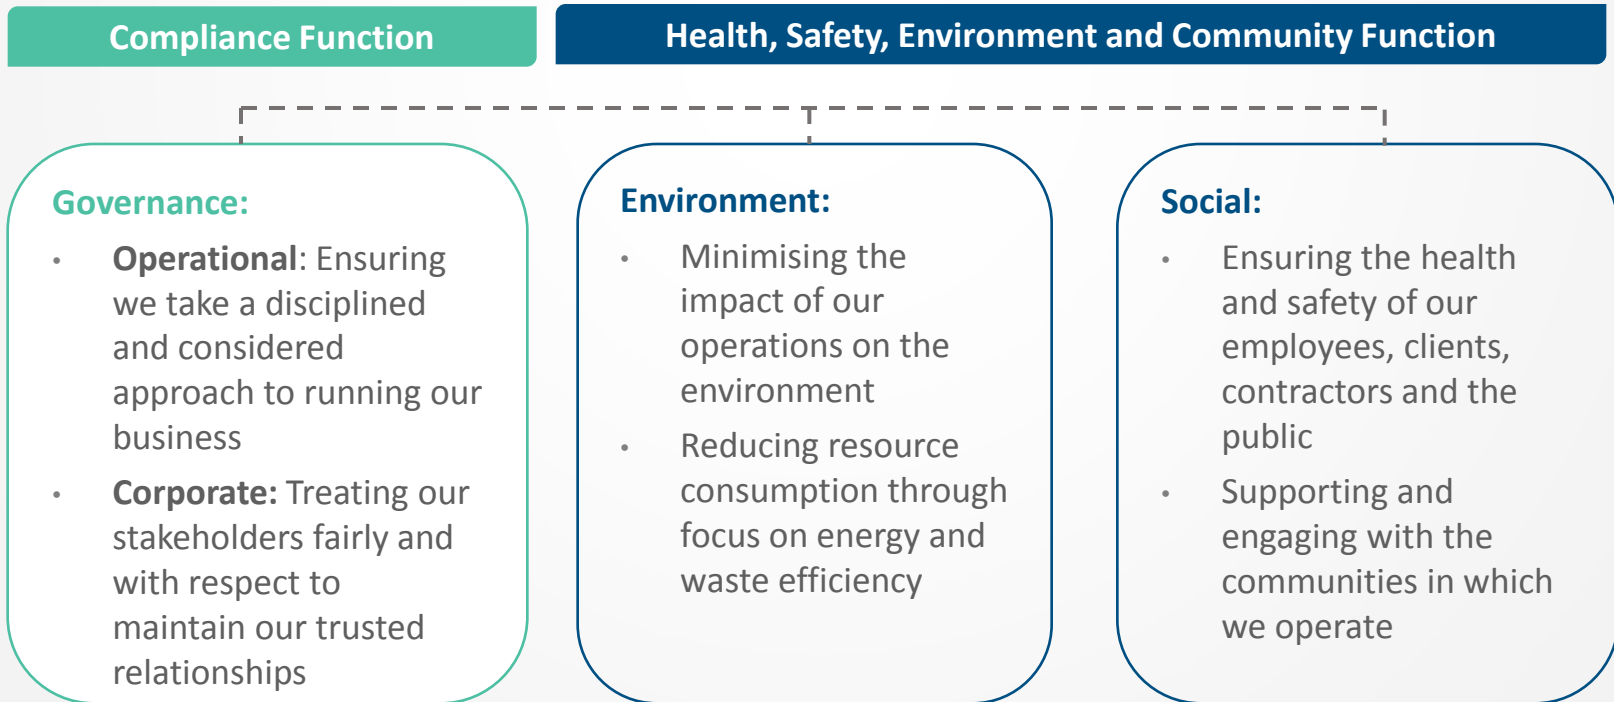 Compliance Function
Health, Safety, Environment and Community Function
Governance:
• Operational: Ensuring
we take a disciplined
and considered
approach to running our
business
• Corporate: Treating our
stakeholders fairly and
with respect to
maintain our trusted
relationships
Environment:
• Minimising the
impact of our
operations on the
environment
• Reducing resource
consumption through
focus on energy and
waste efficiency
Social:
• Ensuring the health
and safety of our
employees, clients,
contractors and the
public
• Supporting and
engaging with the
communities in which
we operate